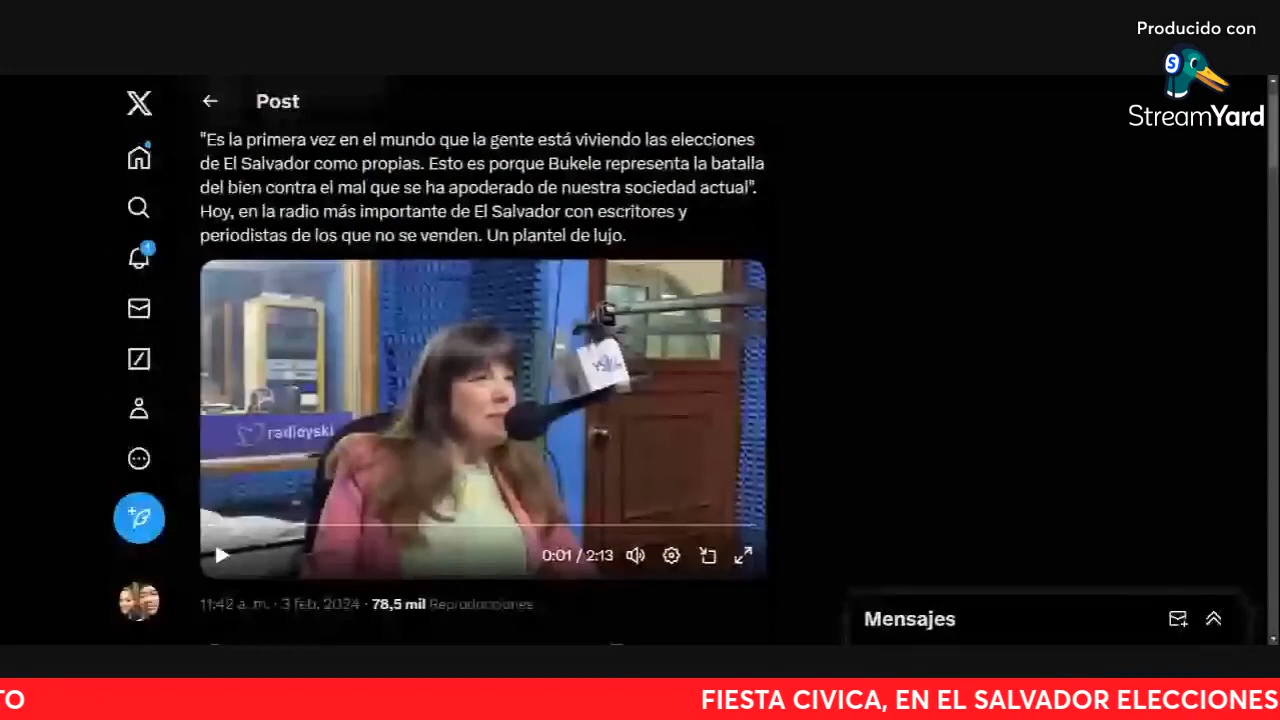 Producido con
StreamYard
Post
"Es la primera vez en el mundo que la gente está viviendo las elecciones
de El Salvador como propias. Esto es porque Bukele representa la batalla
del bien contra el mal que se ha apoderado de nuestra sociedad actual".
Hoy, en la radio más importante de El Salvador con escritores y
periodistas de los que no se venden. Un plantel de lujo.
radioyski
0:01 / 2:13
11:42 a. m. · 3 feb. 2024 · 78,5 mil Reproducciones
Mensajes
TO
FIESTA CIVICA, EN EL SALVADOR ELECCIONES